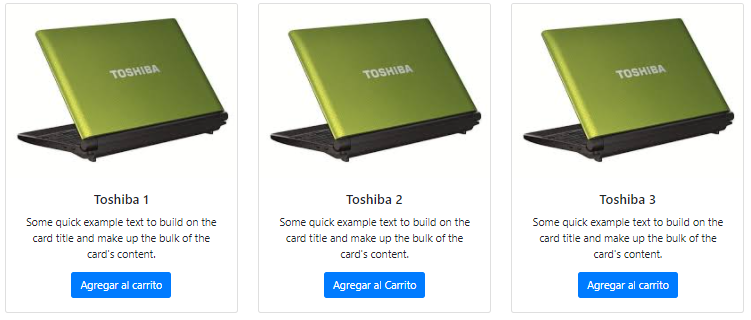 TOSHIBA
Toshiba 1
Some quick example text to build on the
card title and make up the bulk of the
card's content.
Agregar al carrito
TOSHIBA
Toshiba 2
Some quick example text to build on the
card title and make up the bulk of the
card's content.
Agregar al Carrito
TOSHIBA
Toshiba 3
Some quick example text to build on the
card title and make up the bulk of the
card's content.
Agregar al carrito